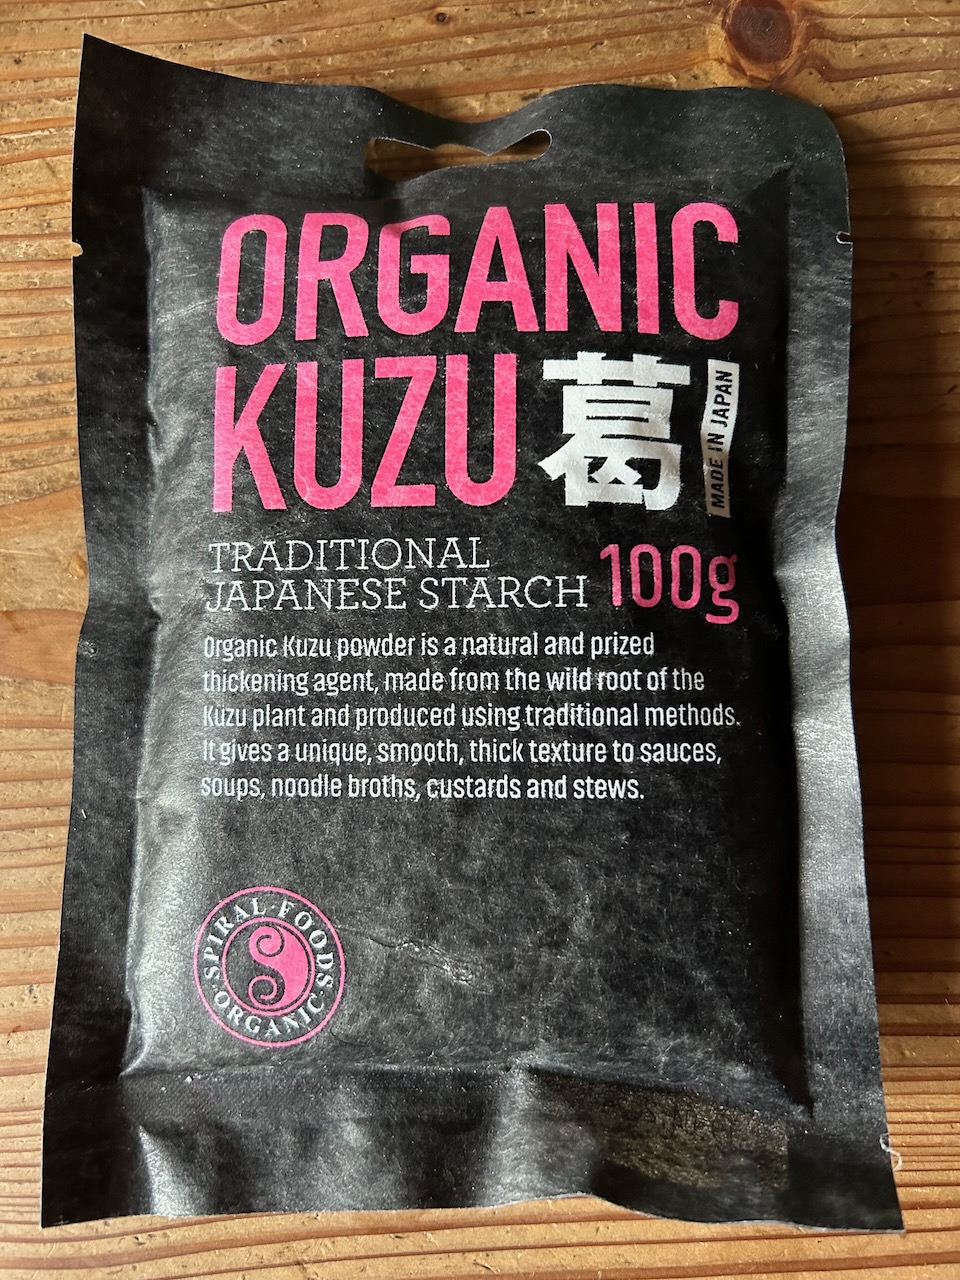 ORGANIC
KUZU 葛
MADE IN JAPAN
TRADITIONAL
JAPANESE STARCH 100g
Organic Kuzu powder is a natural and prized
thickening agent, made from the wild root of the
Kuzu plant and produced using traditional methods.
It gives a unique, smooth, thick texture to sauces,
soups, noodle broths, custards and stews.
SPIRAL·FOODS·ORGANIC·